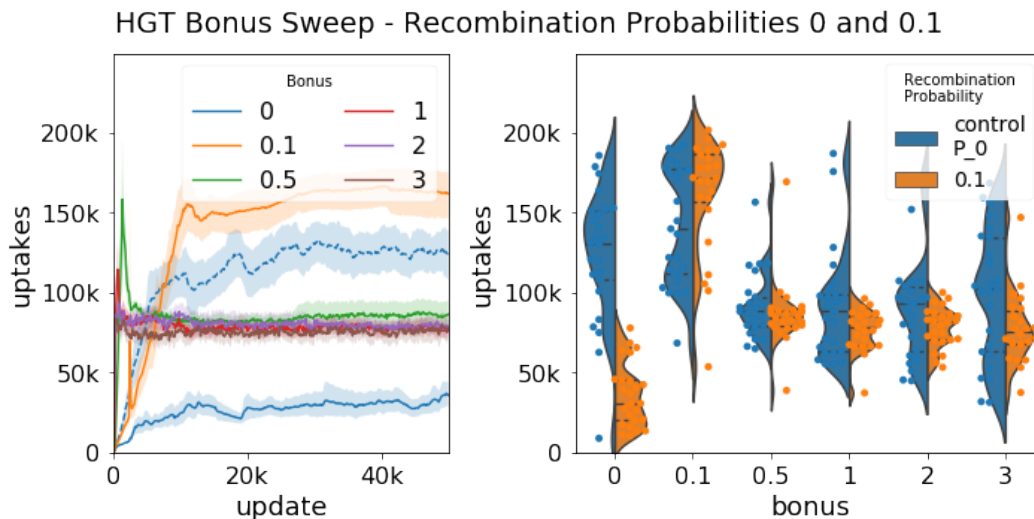 HGT Bonus Sweep - Recombination Probabilities 0 and 0.1
uptakes
200k
150k
100k
50k
0
Bonus
0
0.1
0.5
1
2
3
0
20k
40k
update
uptakes
200k
150k
100k
50k
0
Recombination
Probability
control
P_0
0.1
0
0.1
0.5
1
2
3
bonus